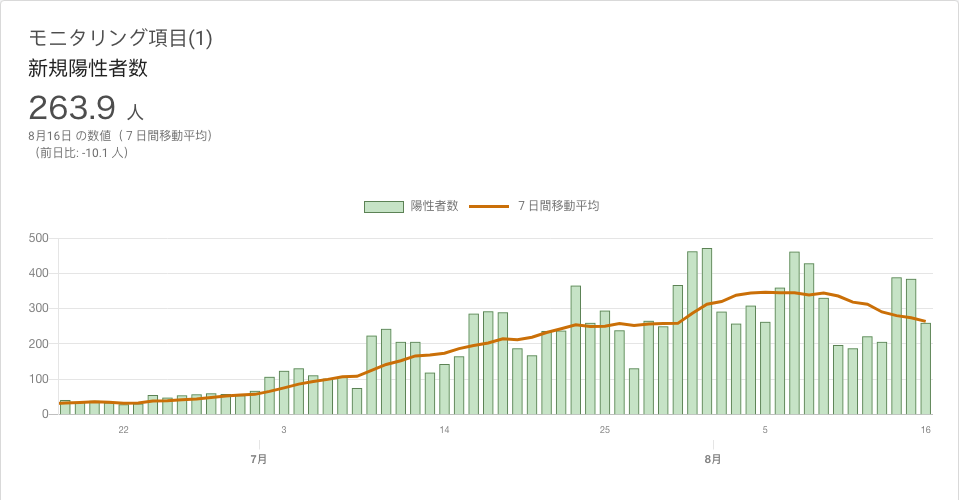 モニタリング項目(1)
新規陽性者数
263.9 人
8月16日 の数値（７日間移動平均）
（前日比: -10.1 人）
陽性者数 ７日間移動平均
500
400
300
200
100
0
22 3 14 25 5 16
7月 8月